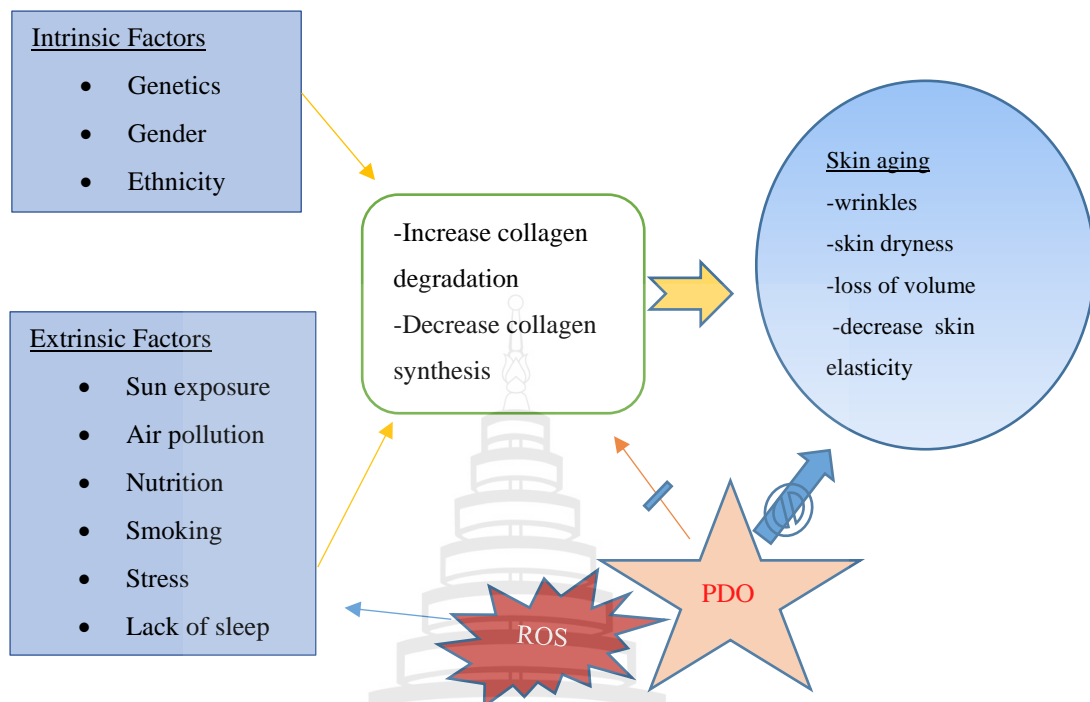 Intrinsic Factors
• Genetics
• Gender
• Ethnicity
Extrinsic Factors
• Sun exposure
• Air pollution
• Nutrition
• Smoking
• Stress
• Lack of sleep
-Increase collagen
degradation
-Decrease collagen
synthesis
Skin aging
-wrinkles
-skin dryness
-loss of volume
-decrease skin
elasticity
PDO
ROS